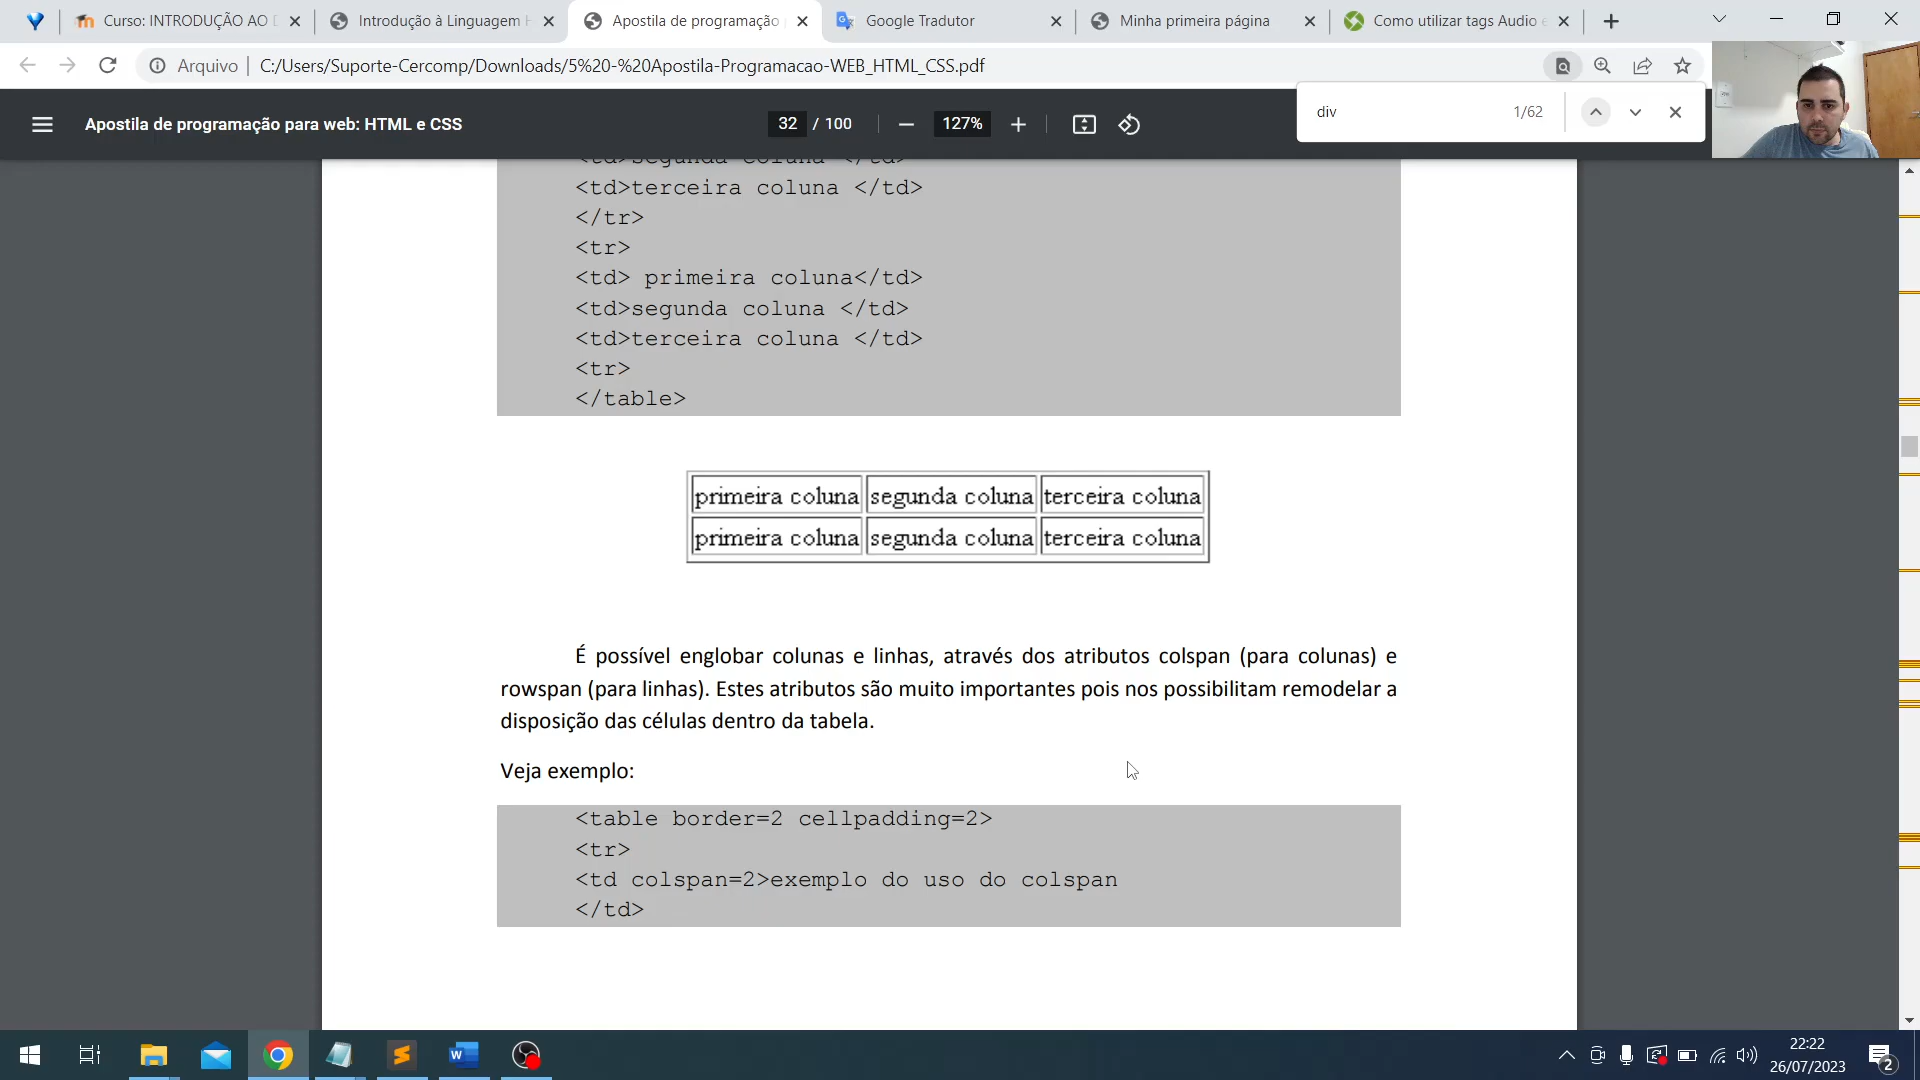 Curso: INTRODUÇÃO AO D
Introdução à Linguagem H
Apostila de programação
Google Tradutor
Minha primeira página
Como utilizar tags Audio e
Arquivo
C:/Users/Suporte-Cercomp/Downloads/5%20-%20Apostila-Programacao-WEB_HTML_CSS.pdf
div
1/62
Apostila de programação para web: HTML e CSS
32 / 100
127%
<td>segunda coluna </td>
<td>terceira coluna </td>
</tr>
<tr>
<td> primeira coluna</td>
<td>segunda coluna </td>
<td>terceira coluna </td>
<tr>
</table>
primeira coluna segunda coluna terceira coluna
primeira coluna segunda coluna terceira coluna
É possível englobar colunas e linhas, através dos atributos colspan (para colunas) e
rowspan (para linhas). Estes atributos são muito importantes pois nos possibilitam remodelar a
disposição das células dentro da tabela.
Veja exemplo:
<table border=2 cellpadding=2>
<tr>
<td colspan=2>exemplo do uso do colspan
</td>
22:22
26/07/2023
2